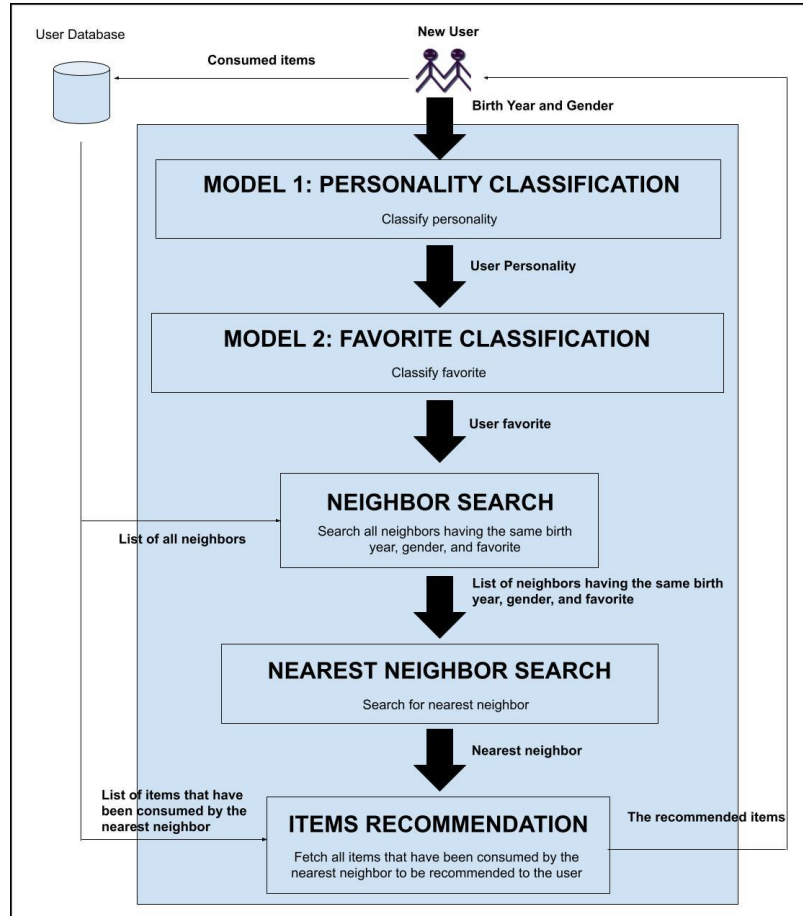 User Database
New User
Consumed items
Birth Year and Gender
MODEL 1: PERSONALITY CLASSIFICATION
Classify personality
User Personality
MODEL 2: FAVORITE CLASSIFICATION
Classify favorite
User favorite
NEIGHBOR SEARCH
Search all neighbors having the same birth
year, gender, and favorite
List of all neighbors
List of neighbors having the same birth
year, gender, and favorite
NEAREST NEIGHBOR SEARCH
Search for nearest neighbor
Nearest neighbor
List of items that have
been consumed by the
nearest neighbor
ITEMS RECOMMENDATION
Fetch all items that have been consumed by the
nearest neighbor to be recommended to the user
The recommended items